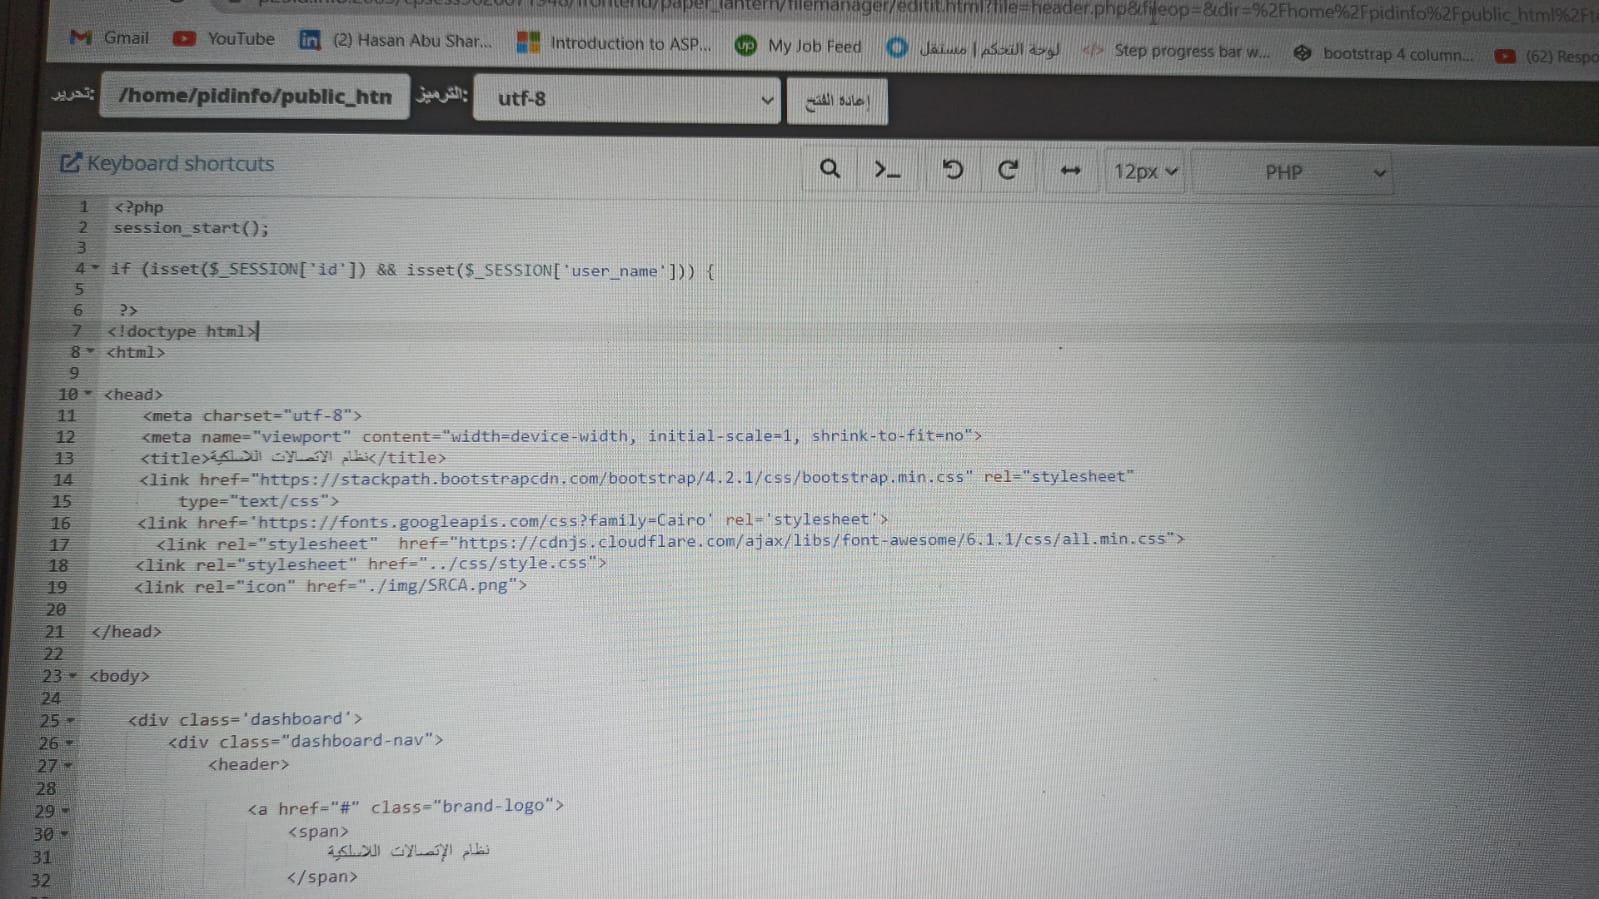 /frontend/paper_lantern/filemanager/editit.html?file=header.php&fileop=&dir=%2Fhome%2Fpidinfo%2Fpublic_html%2F
Gmail YouTube (2) Hasan Abu Shar... Introduction to ASP... My Job Feed لوحة التحكم | مستقل Step progress bar w... bootstrap 4 column... (62) Respo
تحرير: /home/pidinfo/public_htn الترميز: utf-8 إعادة الفتح
Keyboard shortcuts 12px PHP
1 <?php
2 session_start();
3
4 if (isset($_SESSION['id']) && isset($_SESSION['user_name'])) {
5
6 ?>
7 <!doctype html>
8 <html>
9
10 <head>
11 <meta charset="utf-8">
12 <meta name="viewport" content="width=device-width, initial-scale=1, shrink-to-fit=no">
13 <title>نظام الاتصالات اللاسلكية</title>
14 <link href="https://stackpath.bootstrapcdn.com/bootstrap/4.2.1/css/bootstrap.min.css" rel="stylesheet"
15 type="text/css">
16 <link href='https://fonts.googleapis.com/css?family=Cairo' rel='stylesheet'>
17 <link rel="stylesheet" href="https://cdnjs.cloudflare.com/ajax/libs/font-awesome/6.1.1/css/all.min.css">
18 <link rel="stylesheet" href="../css/style.css">
19 <link rel="icon" href="./img/SRCA.png">
20
21 </head>
22
23 <body>
24
25 <div class='dashboard'>
26 <div class="dashboard-nav">
27 <header>
28
29 <a href="#" class="brand-logo">
30 <span>
31 نظام الإتصالات اللاسلكية
32 </span>